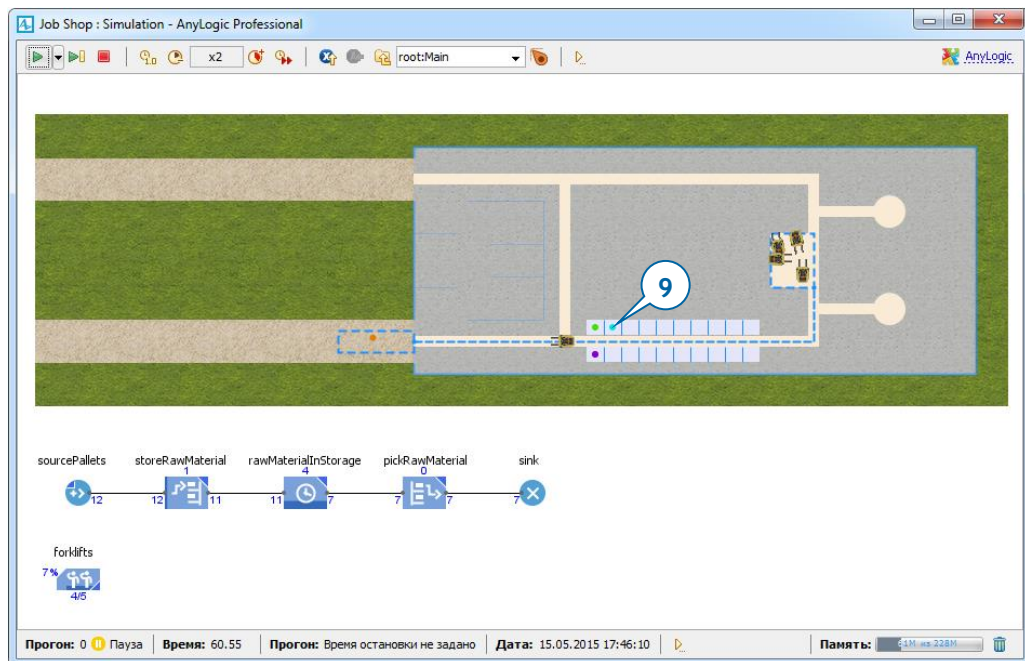 Job Shop : Simulation - AnyLogic Professional
x2 root:Main AnyLogic
9
sourcePallets storeRawMaterial rawMaterialInStorage pickRawMaterial sink
1 4 0
12 12 11 11 7 7 7 7
forklifts
7%
4/5
Прогон: 0 Пауза Время: 60.55 Прогон: Время остановки не задано Дата: 15.05.2015 17:46:10 Память: 1M из 228M